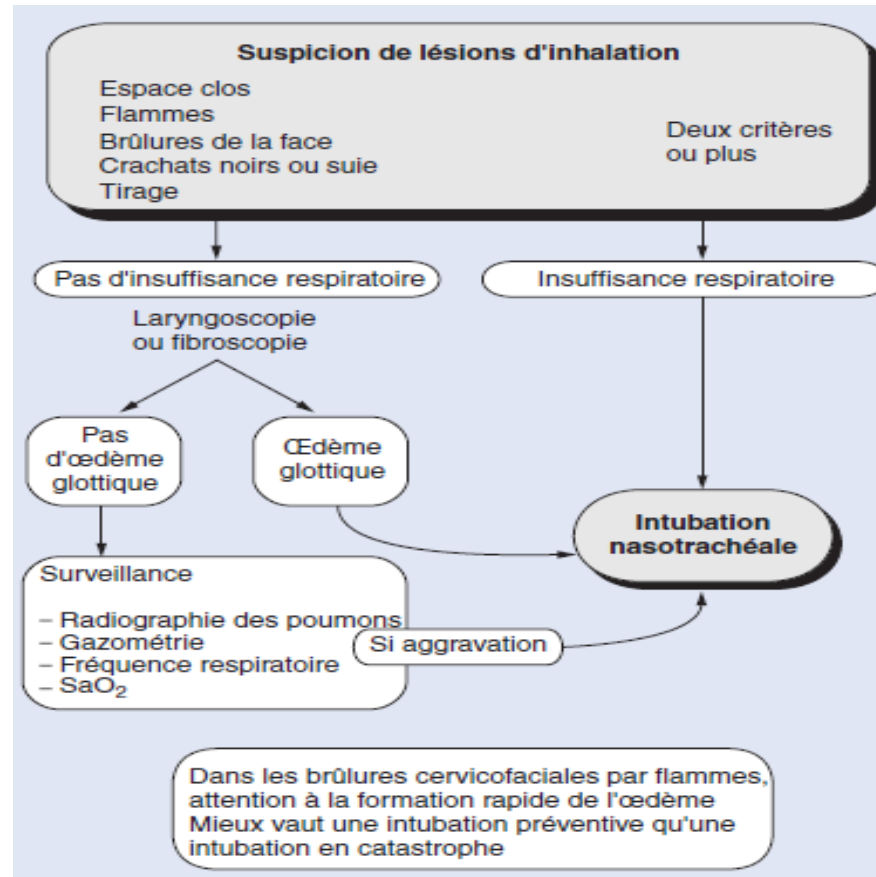 Suspicion de lésions d'inhalation
Espace clos
Flammes
Brûlures de la face
Crachats noirs ou suie
Tirage
Deux critères
ou plus
Pas d'insuffisance respiratoire
Insuffisance respiratoire
Laryngoscopie
ou fibroscopie
Pas
d'œdème
glottique
Œdème
glottique
Intubation
nasotrachéale
Surveillance
– Radiographie des poumons
– Gazométrie
– Fréquence respiratoire
– SaO₂
Si aggravation
Dans les brûlures cervicofaciales par flammes,
attention à la formation rapide de l'œdème
Mieux vaut une intubation préventive qu'une
intubation en catastrophe